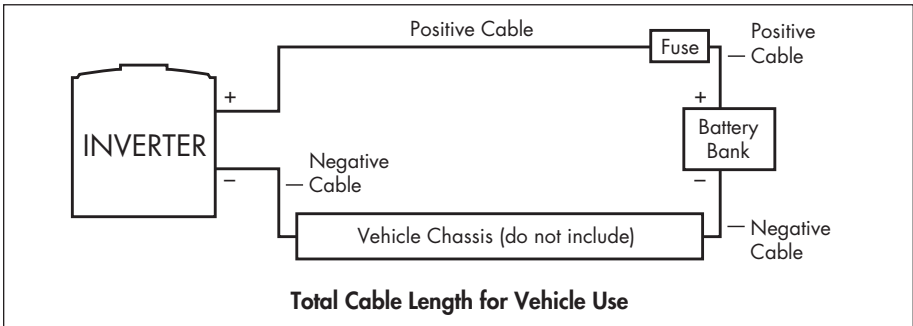 Positive Cable
Fuse
Positive
Cable
+
+
INVERTER
Battery
Bank
Negative
Cable
–
–
Vehicle Chassis (do not include)
Negative
Cable
Total Cable Length for Vehicle Use